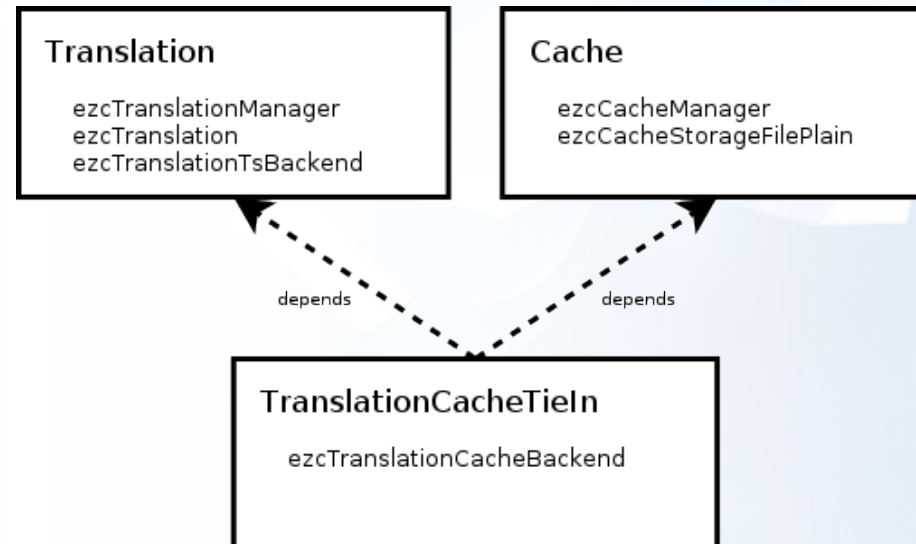 Translation
ezcTranslationManager
ezcTranslation
ezcTranslationTsBackend
Cache
ezcCacheManager
ezcCacheStorageFilePlain
depends
depends
TranslationCacheTieIn
ezcTranslationCacheBackend